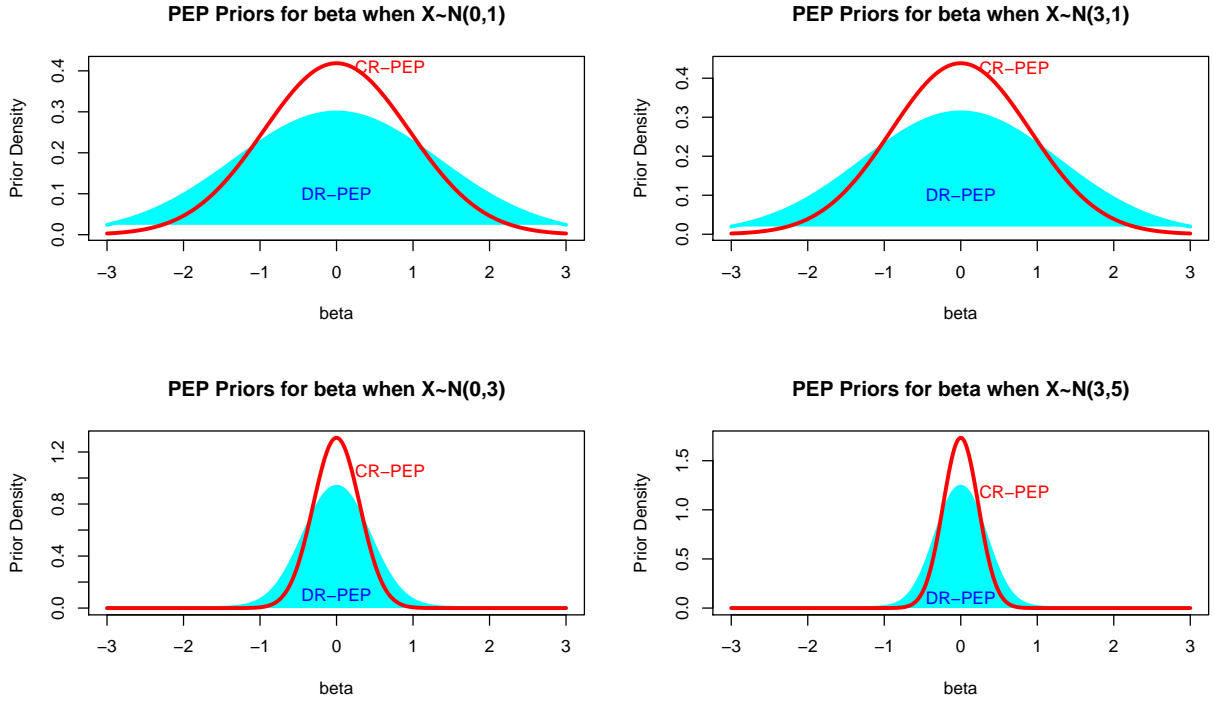 PEP Priors for beta when X~N(0,1)
Prior Density
0.0 0.1 0.2 0.3 0.4
CR−PEP
DR−PEP
−3 −2 −1 0 1 2 3
beta
PEP Priors for beta when X~N(3,1)
Prior Density
0.0 0.1 0.2 0.3 0.4
CR−PEP
DR−PEP
−3 −2 −1 0 1 2 3
beta
PEP Priors for beta when X~N(0,3)
Prior Density
0.0 0.4 0.8 1.2
CR−PEP
DR−PEP
−3 −2 −1 0 1 2 3
beta
PEP Priors for beta when X~N(3,5)
Prior Density
0.0 0.5 1.0 1.5
CR−PEP
DR−PEP
−3 −2 −1 0 1 2 3
beta